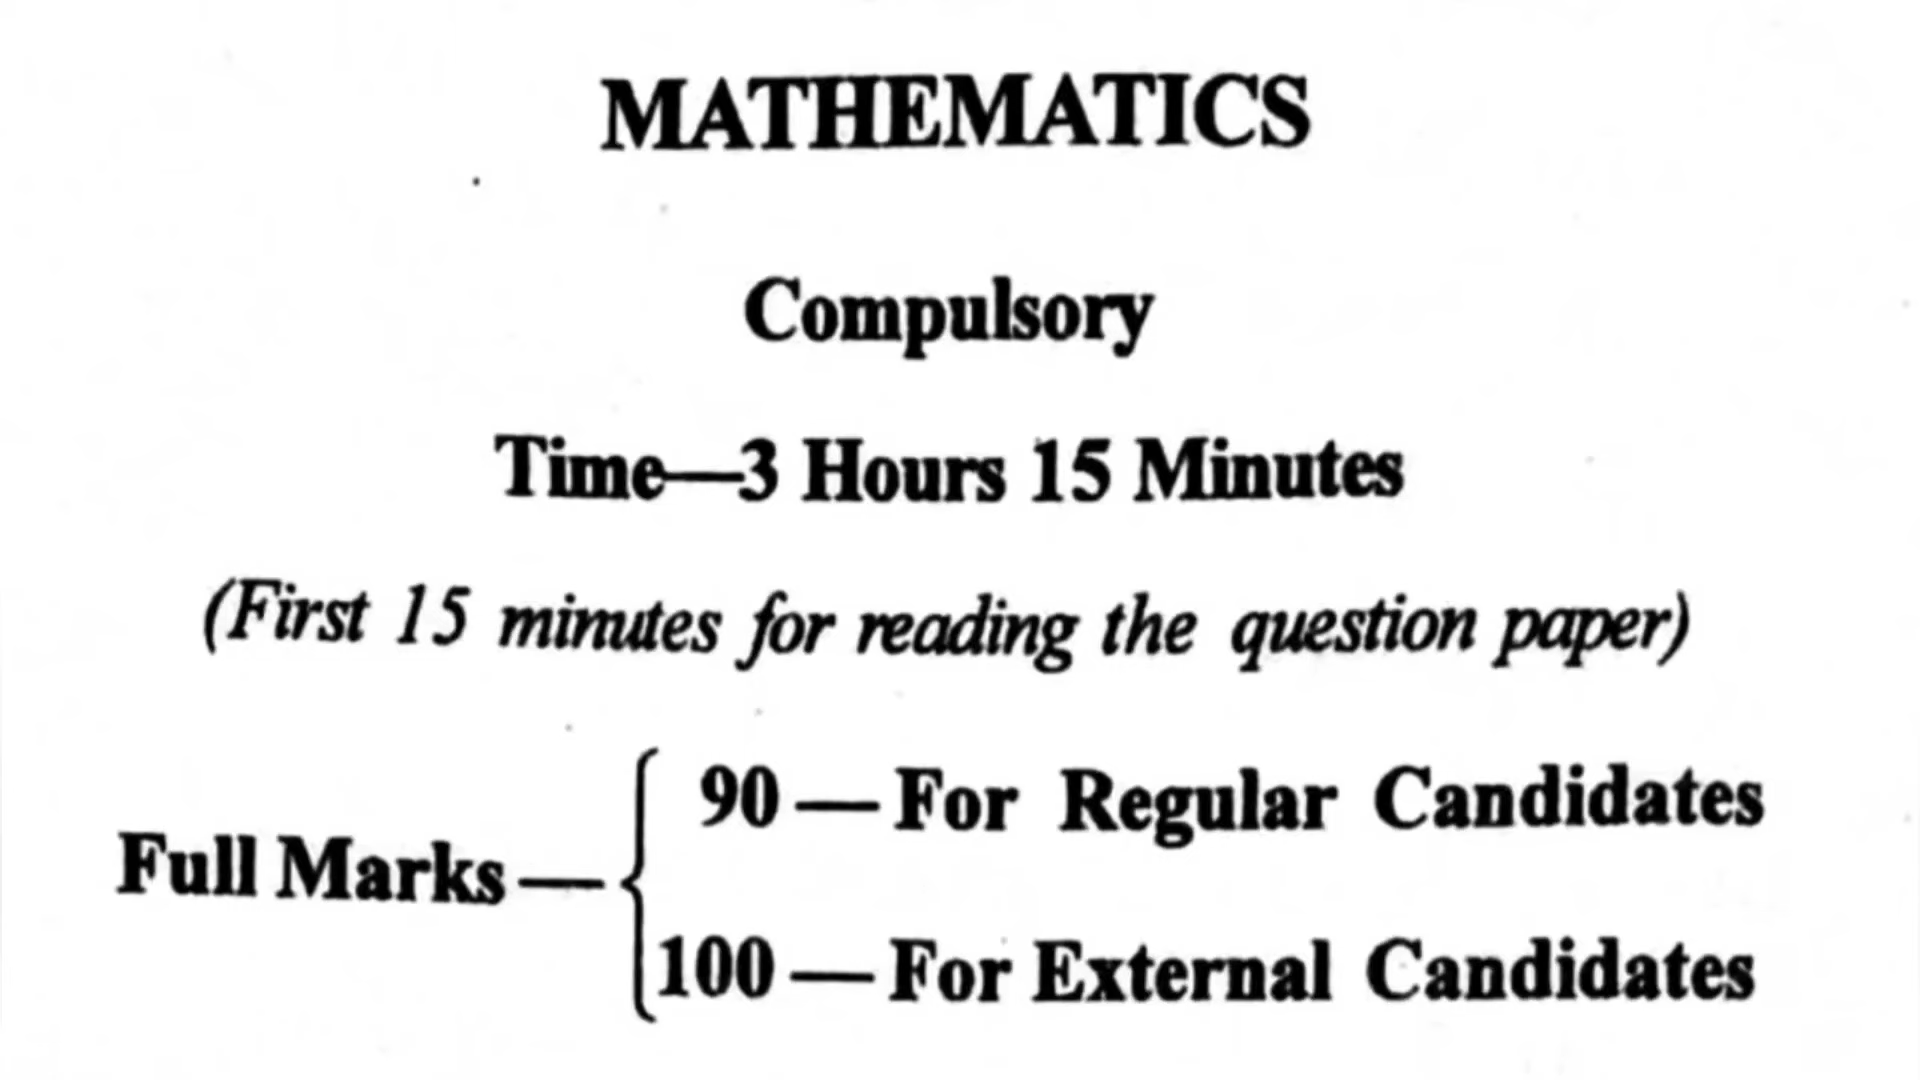 MATHEMATICS
Compulsory
Time—3 Hours 15 Minutes
(First 15 minutes for reading the question paper)
Full Marks — { 90 — For Regular Candidates
100 — For External Candidates